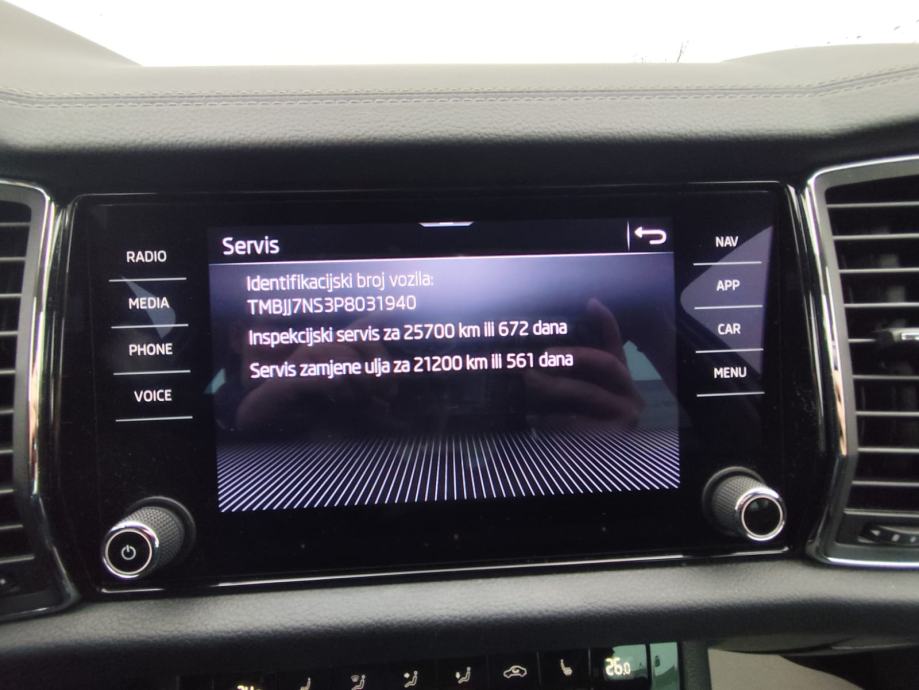 Servis
RADIO
MEDIA
PHONE
VOICE
Identifikacijski broj vozila:
TMBJJ7NS3P8031940
Inspekcijski servis za 25700 km ili 672 dana
Servis zamjene ulja za 21200 km ili 561 dana
NAV
APP
CAR
MENU
26.0